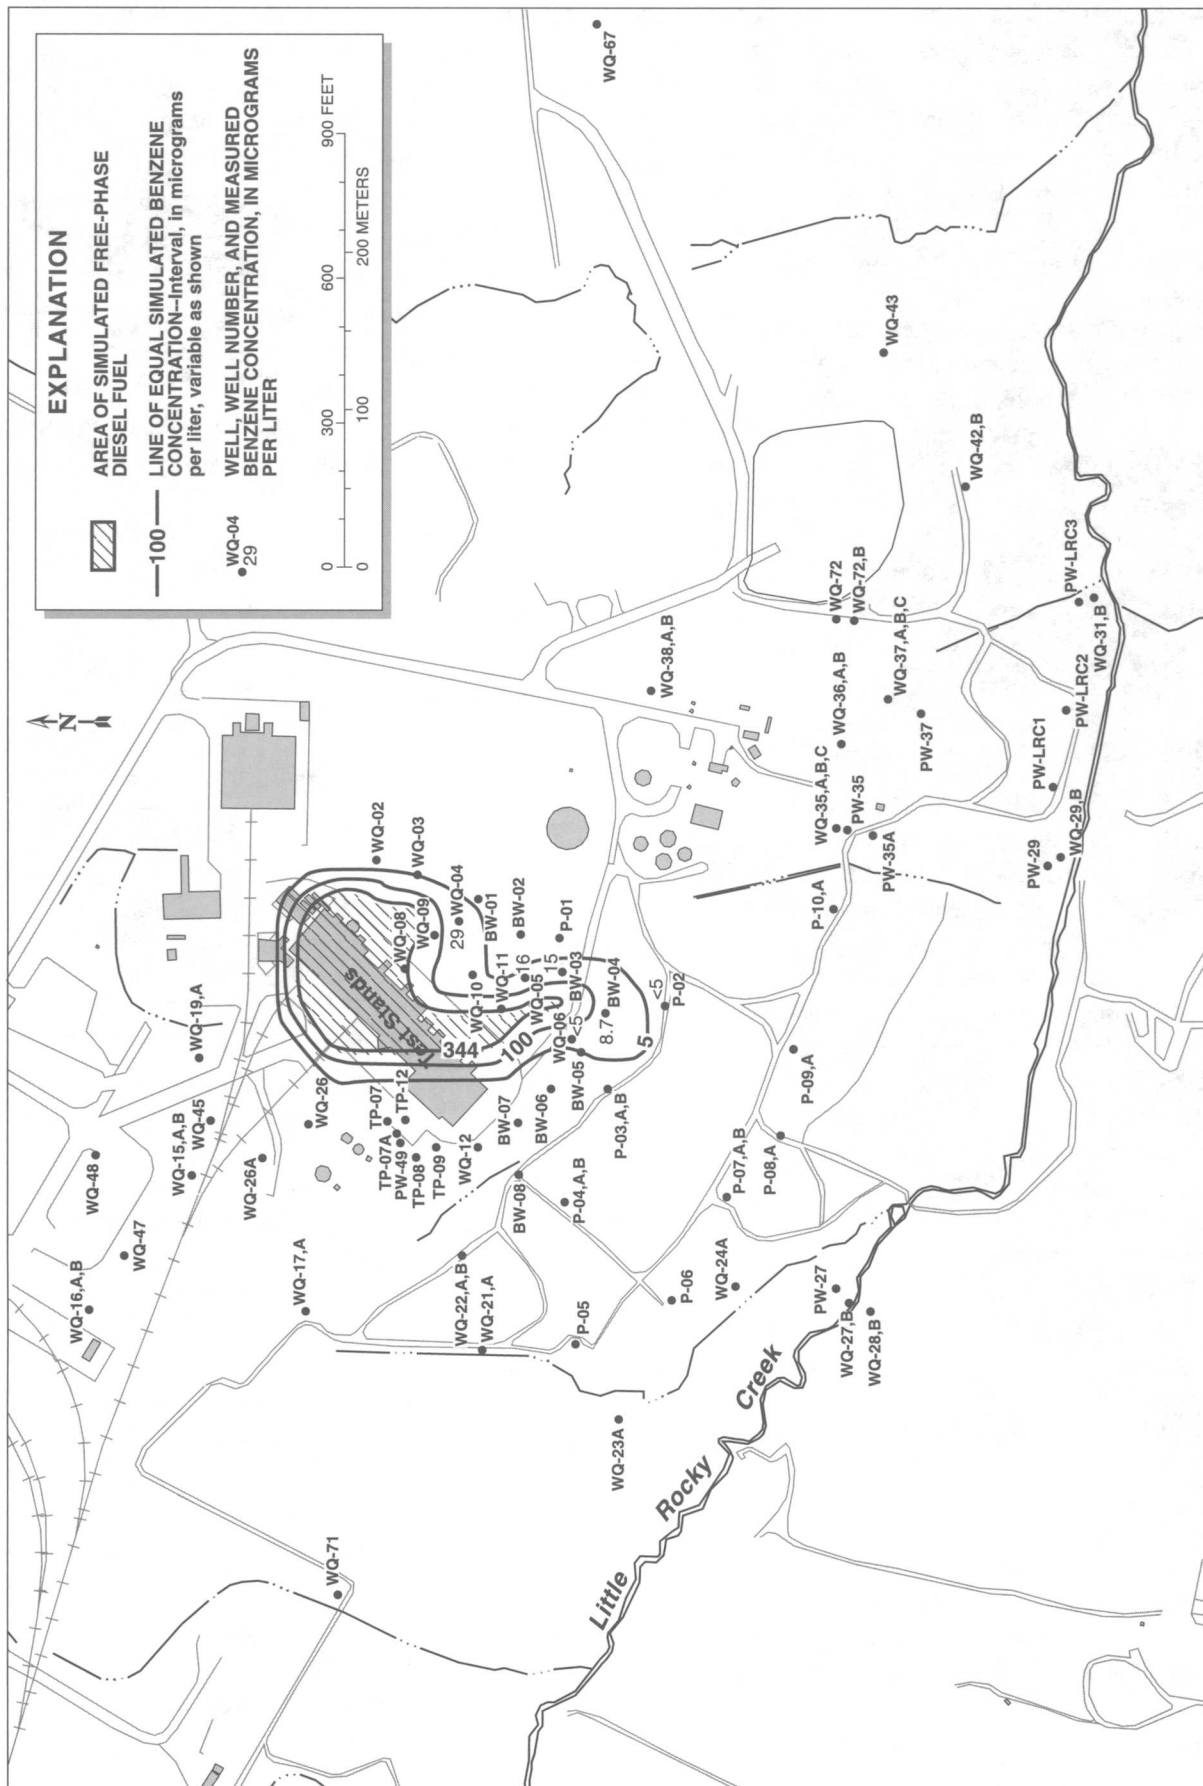 EXPLANATION
AREA OF SIMULATED FREE-PHASE
DIESEL FUEL
100
LINE OF EQUAL SIMULATED BENZENE
CONCENTRATION--Interval, in micrograms
per liter, variable as shown
WQ-04
29
WELL, WELL NUMBER, AND MEASURED
BENZENE CONCENTRATION, IN MICROGRAMS
PER LITER
0 300 600 900 FEET
0 100 200 METERS
N
WQ-16,A,B
WQ-47
WQ-48
WQ-15,A,B
WQ-45
WQ-19,A
WQ-26A
WQ-26
WQ-17,A
WQ-71
WQ-02
WQ-03
WQ-04
29
WQ-08
WQ-09
Test Stands
BW-01
BW-02
WQ-10
WQ-11
16
P-01
WQ-05
15
BW-03
WQ-06
<5
BW-04
8.7
344
100
5
<5
P-02
TP-07
TP-12
TP-07A
PW-49
TP-08
TP-09
WQ-12
BW-07
BW-06
BW-05
BW-08
P-03,A,B
P-04,A,B
WQ-22,A,B
WQ-21,A
P-05
P-06
WQ-23A
WQ-24A
P-07,A,B
P-08,A
P-09,A
P-10,A
PW-27
WQ-27,B
WQ-28,B
Little Rocky Creek
WQ-38,A,B
WQ-35,A,B,C
PW-35
PW-35A
WQ-36,A,B
WQ-37,A,B,C
PW-37
WQ-72
WQ-72,B
WQ-42,B
WQ-43
WQ-67
PW-29
WQ-29,B
PW-LRC1
PW-LRC2
PW-LRC3
WQ-31,B